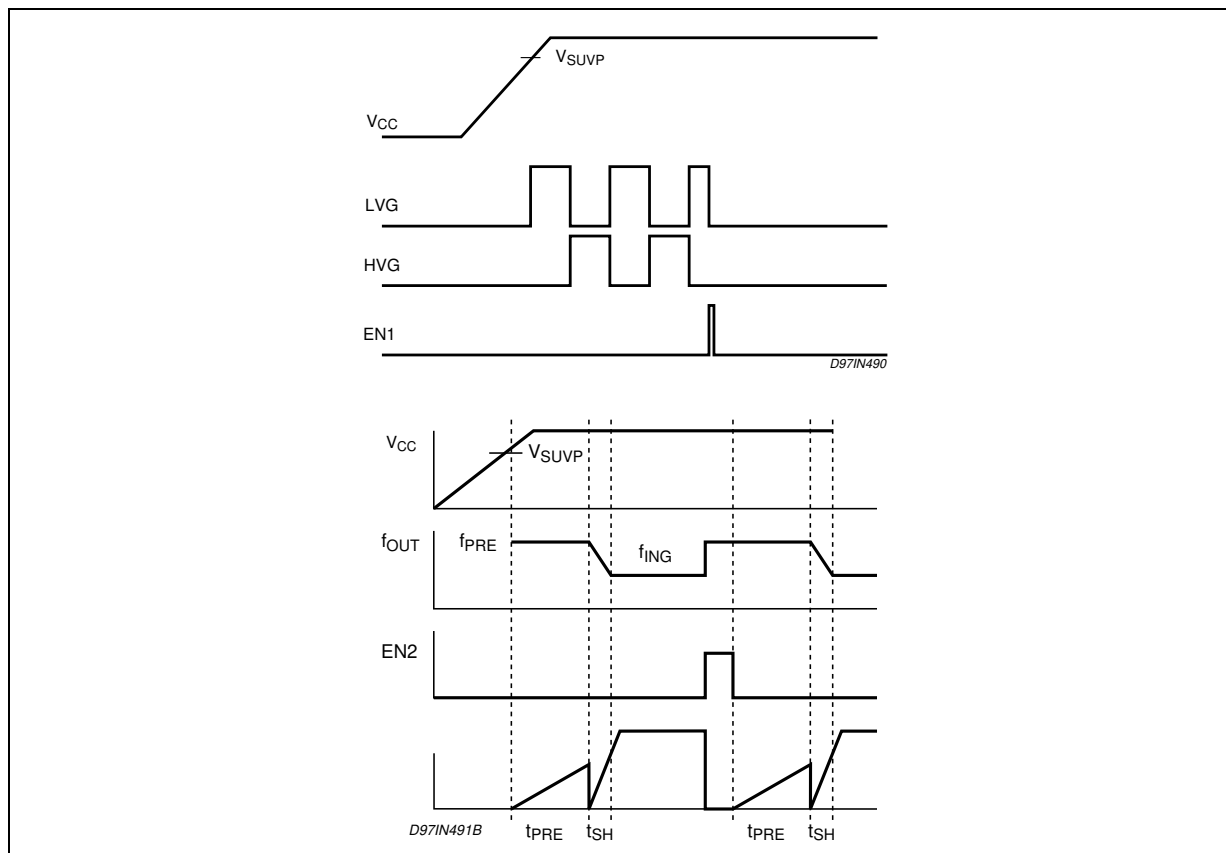 VSUVP
VCC
LVG
HVG
EN1
D97IN490
VCC
VSUVP
fOUT
fPRE
fING
EN2
D97IN491B
tPRE
tSH
tPRE
tSH